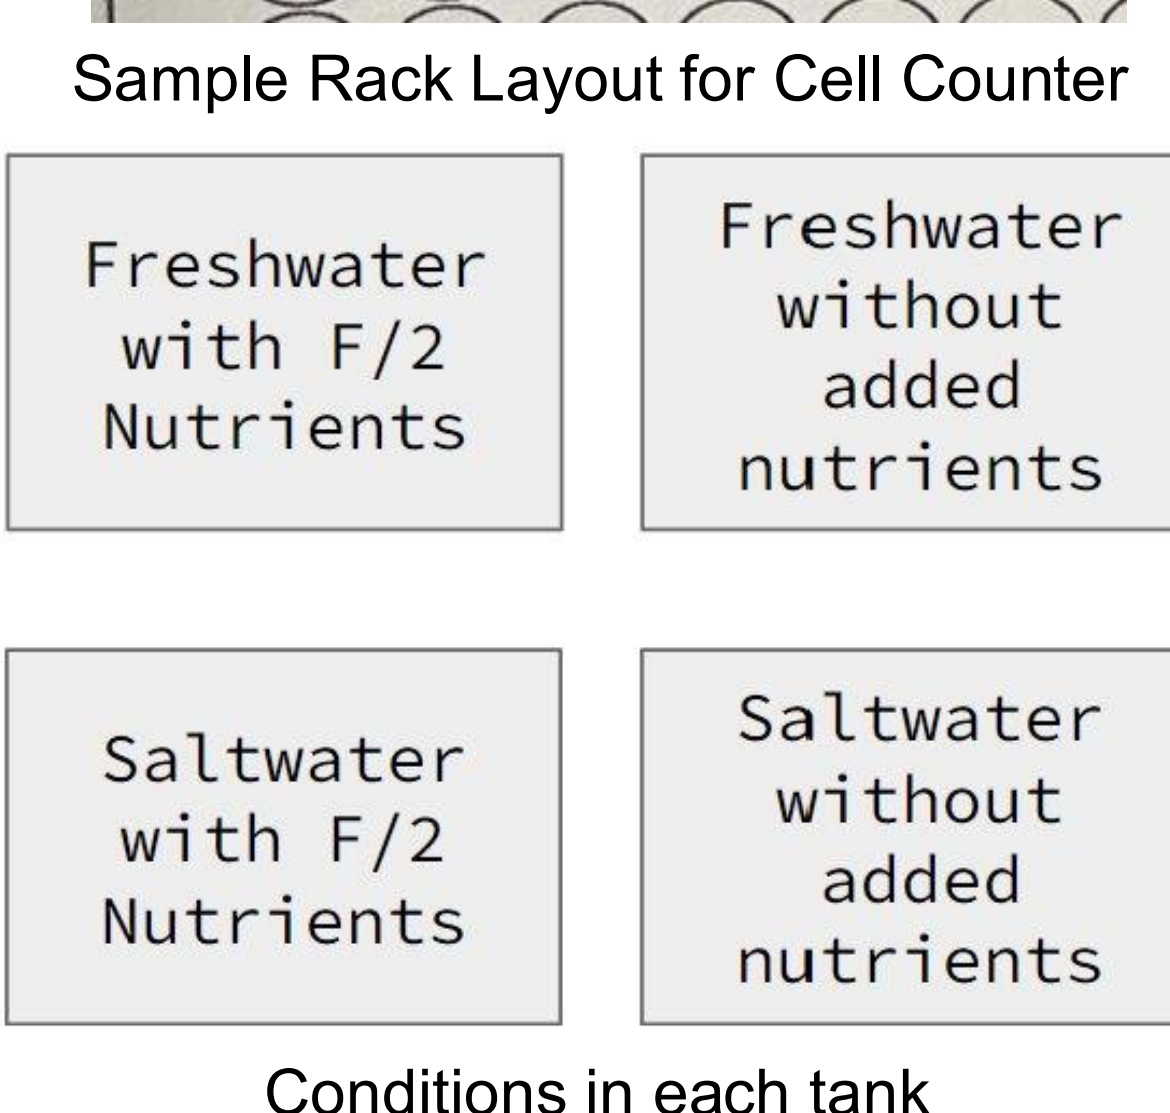 Sample Rack Layout for Cell Counter
Freshwater
with F/2
Nutrients
Freshwater
without
added
nutrients
Saltwater
with F/2
Nutrients
Saltwater
without
added
nutrients
Conditions in each tank